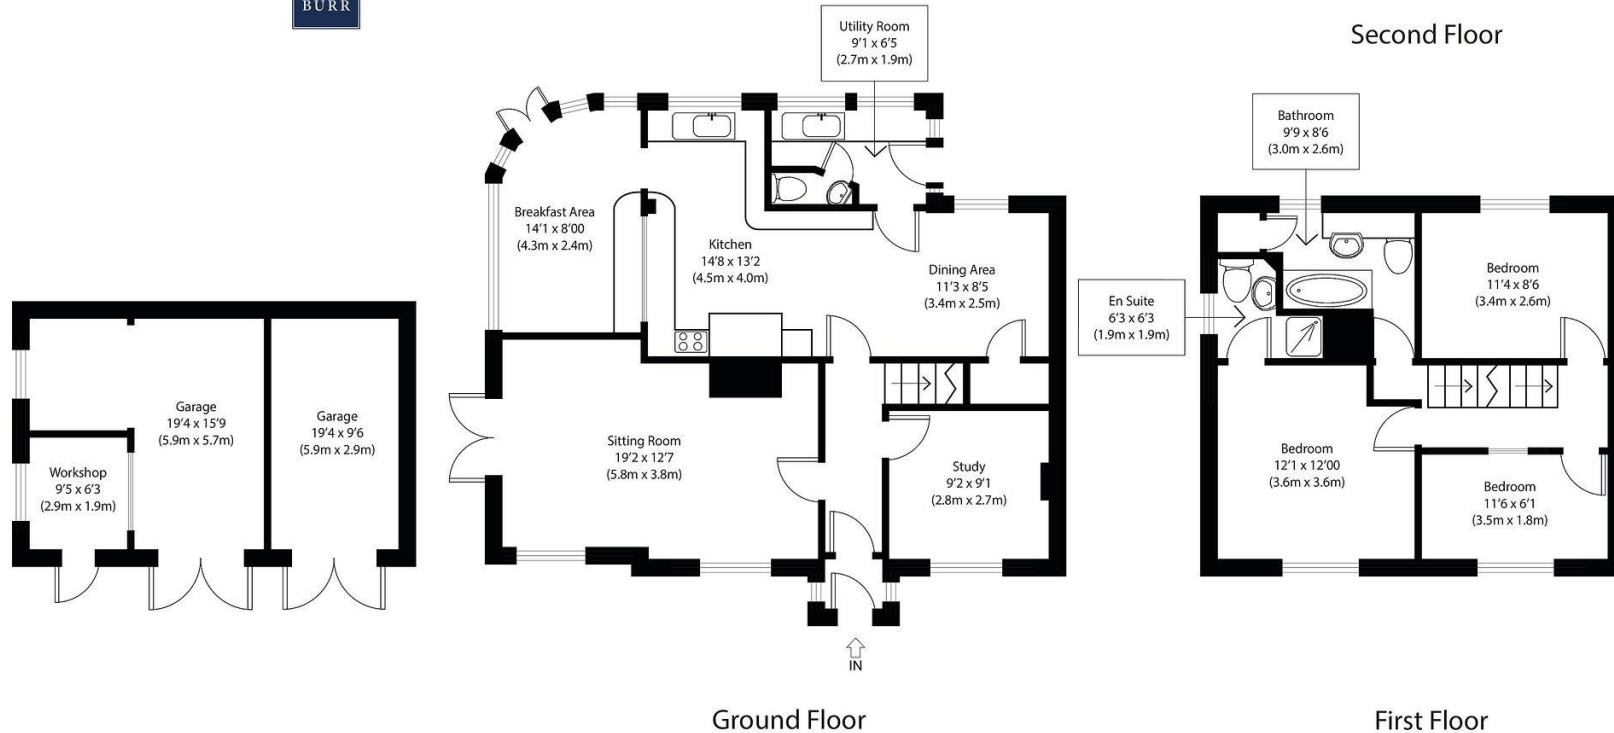 BURR
Second Floor
Utility Room
9'1 x 6'5
(2.7m x 1.9m)
Bathroom
9'9 x 8'6
(3.0m x 2.6m)
Breakfast Area
14'1 x 8'00
(4.3m x 2.4m)
Kitchen
14'8 x 13'2
(4.5m x 4.0m)
Dining Area
11'3 x 8'5
(3.4m x 2.5m)
En Suite
6'3 x 6'3
(1.9m x 1.9m)
Bedroom
11'4 x 8'6
(3.4m x 2.6m)
Garage
19'4 x 15'9
(5.9m x 5.7m)
Garage
19'4 x 9'6
(5.9m x 2.9m)
Workshop
9'5 x 6'3
(2.9m x 1.9m)
Sitting Room
19'2 x 12'7
(5.8m x 3.8m)
Study
9'2 x 9'1
(2.8m x 2.7m)
Bedroom
12'1 x 12'00
(3.6m x 3.6m)
Bedroom
11'6 x 6'1
(3.5m x 1.8m)
IN
Ground Floor
First Floor